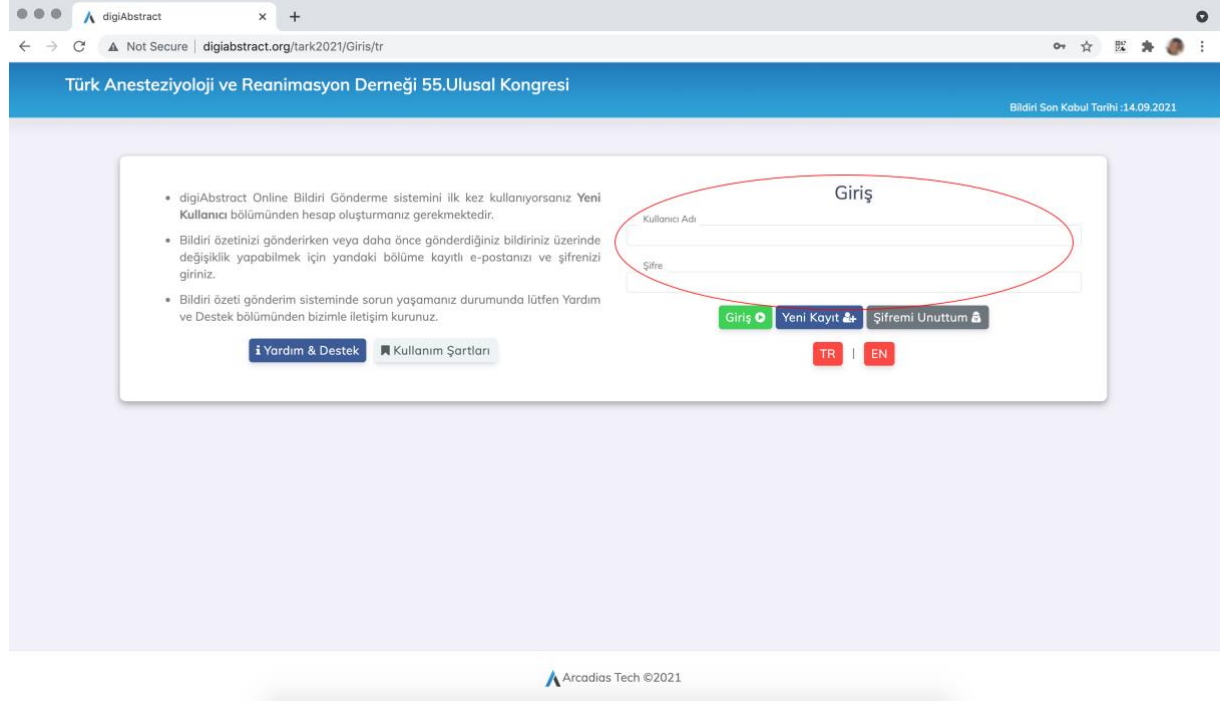 digiAbstract
Not Secure | digiabstract.org/tark2021/Giris/tr
Türk Anesteziyoloji ve Reanimasyon Derneği 55.Ulusal Kongresi
Bildiri Son Kabul Tarihi :14.09.2021
• digiAbstract Online Bildiri Gönderme sistemini ilk kez kullanıyorsanız Yeni
Kullanıcı bölümünden hesap oluşturmanız gerekmektedir.
• Bildiri özetinizi gönderirken veya daha önce gönderdiğiniz bildiriniz üzerinde
değişiklik yapabilmek için yandaki bölüme kayıtlı e-postanızı ve şifrenizi
giriniz.
• Bildiri özeti gönderim sisteminde sorun yaşamanız durumunda lütfen Yardım
ve Destek bölümünden bizimle iletişim kurunuz.
Yardım & Destek Kullanım Şartları
Giriş
Kullanıcı Adı
Şifre
Giriş Yeni Kayıt Şifremi Unuttum
TR | EN
Arcadias Tech ©2021